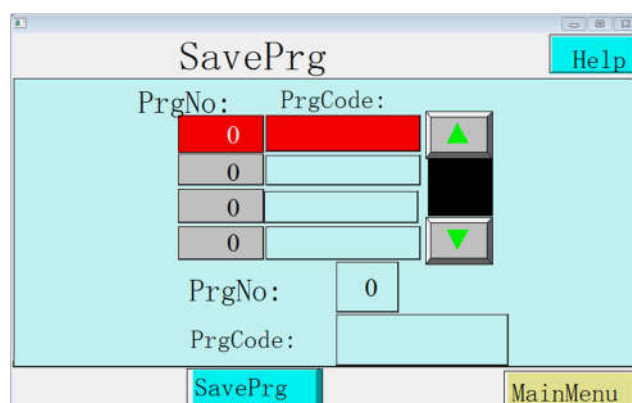 SavePrg
Help
PrgNo: PrgCode:
0
0
0
0
PrgNo: 0
PrgCode:
SavePrg
MainMenu